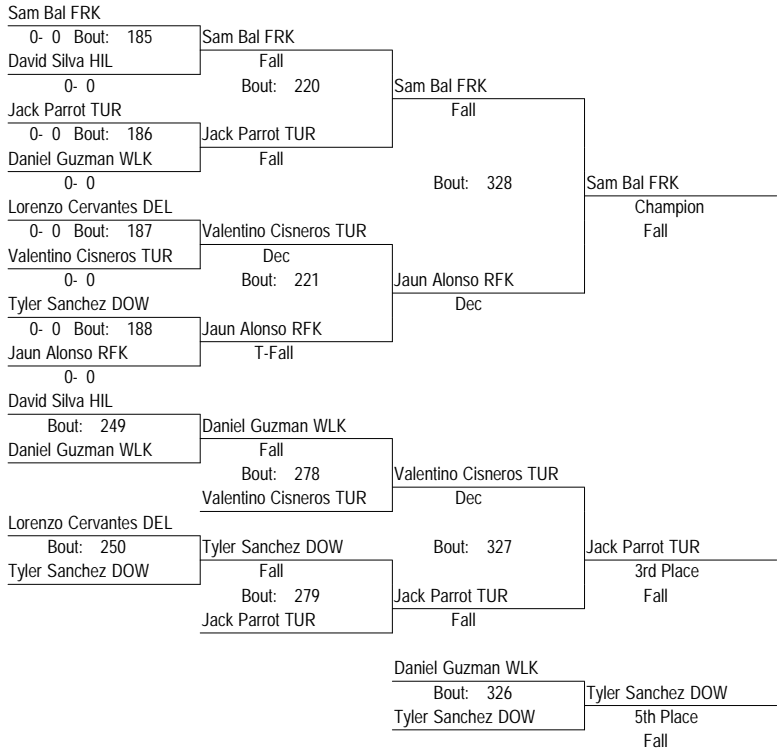 Sam Bal FRK
0- 0 Bout: 185 Sam Bal FRK
David Silva HIL Fall
0- 0 Bout: 220 Sam Bal FRK
Jack Parrot TUR Fall
0- 0 Bout: 186 Jack Parrot TUR
Daniel Guzman WLK Fall
0- 0 Bout: 328 Sam Bal FRK
Lorenzo Cervantes DEL Champion
0- 0 Bout: 187 Valentino Cisneros TUR Fall
Valentino Cisneros TUR Dec
0- 0 Bout: 221 Jaun Alonso RFK
Tyler Sanchez DOW Dec
0- 0 Bout: 188 Jaun Alonso RFK
Jaun Alonso RFK T-Fall
0- 0
David Silva HIL
Bout: 249 Daniel Guzman WLK
Daniel Guzman WLK Fall
Bout: 278 Valentino Cisneros TUR
Valentino Cisneros TUR Dec
Lorenzo Cervantes DEL
Bout: 250 Tyler Sanchez DOW Bout: 327 Jack Parrot TUR
Tyler Sanchez DOW Fall 3rd Place
Bout: 279 Jack Parrot TUR Fall
Jack Parrot TUR Fall
Daniel Guzman WLK
Bout: 326 Tyler Sanchez DOW
Tyler Sanchez DOW 5th Place
Fall